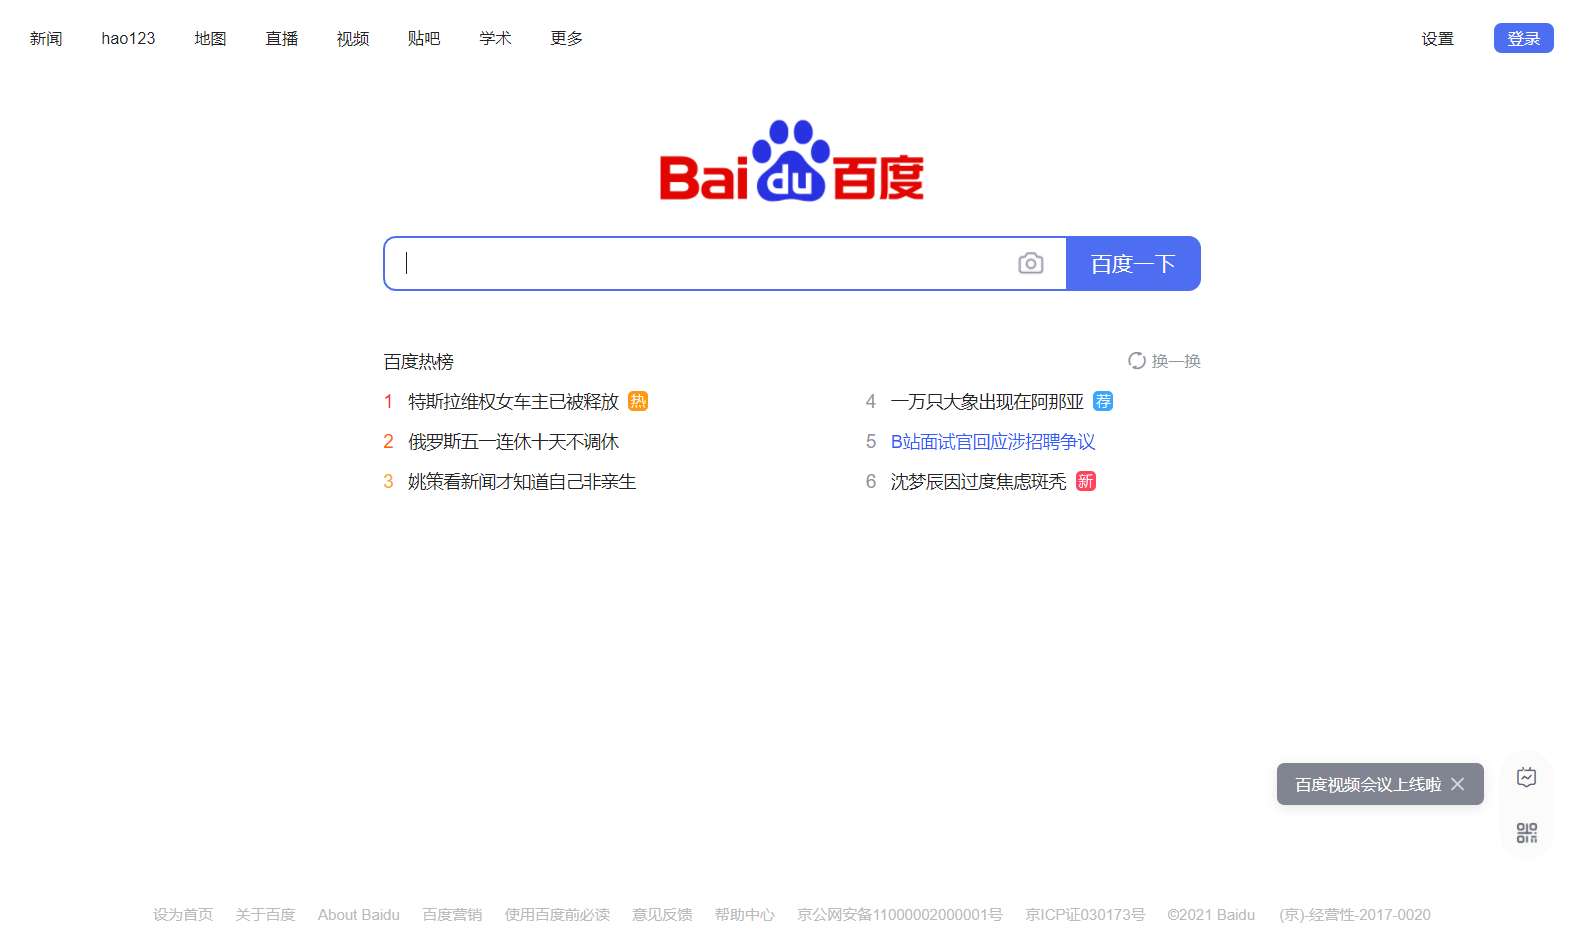 新闻 hao123 地图 直播 视频 贴吧 学术 更多 设置 登录
Bai du 百度
百度一下
百度热榜 换一换
1 特斯拉维权女车主已被释放 热
2 俄罗斯五一连休十天不调休
3 姚策看新闻才知道自己非亲生
4 一万只大象出现在阿那亚 荐
5 B站面试官回应涉招聘争议
6 沈梦辰因过度焦虑斑秃 新
百度视频会议上线啦
设为首页 关于百度 About Baidu 百度营销 使用百度前必读 意见反馈 帮助中心 京公网安备11000002000001号 京ICP证030173号 ©2021 Baidu (京)-经营性-2017-0020